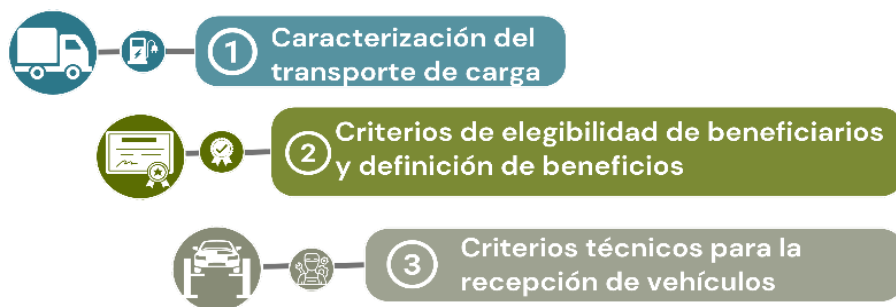 1 Caracterización del
transporte de carga
2 Criterios de elegibilidad de beneficiarios
y definición de beneficios
3 Criterios técnicos para la
recepción de vehículos